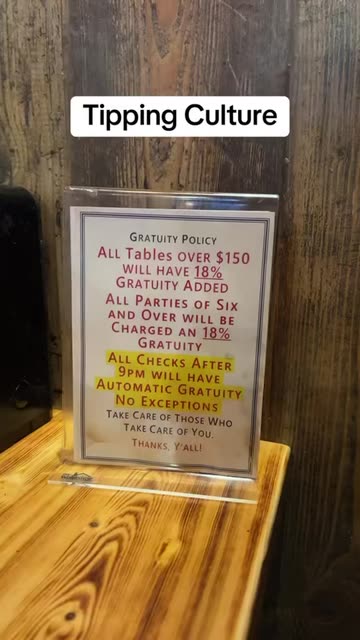 Tipping Culture
Gratuity Policy
All Tables over $150
will have 18%
Gratuity Added
All Parties of Six
and Over will be
Charged an 18%
Gratuity
All Checks After
9pm will have
Automatic Gratuity
No Exceptions
Take Care of Those Who
Take Care of You.
Thanks, Y'all!